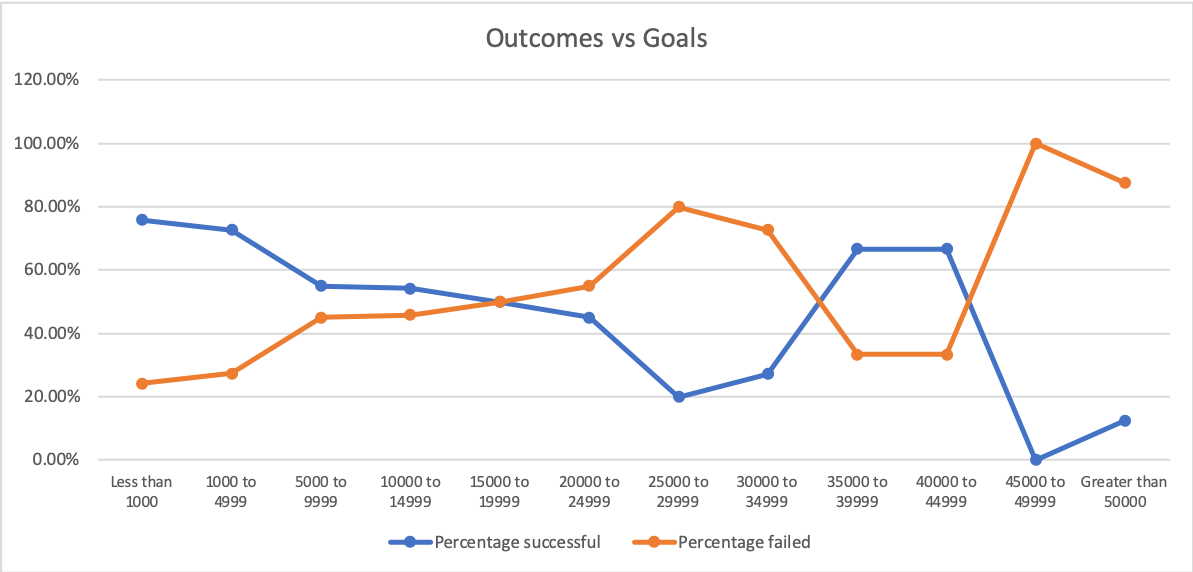 Outcomes vs Goals
120.00%
100.00%
80.00%
60.00%
40.00%
20.00%
0.00%
Less than 1000 to 5000 to 10000 to 15000 to 20000 to 25000 to 30000 to 35000 to 40000 to 45000 to Greater than
1000 4999 9999 14999 19999 24999 29999 34999 39999 44999 49999 50000
Percentage successful Percentage failed